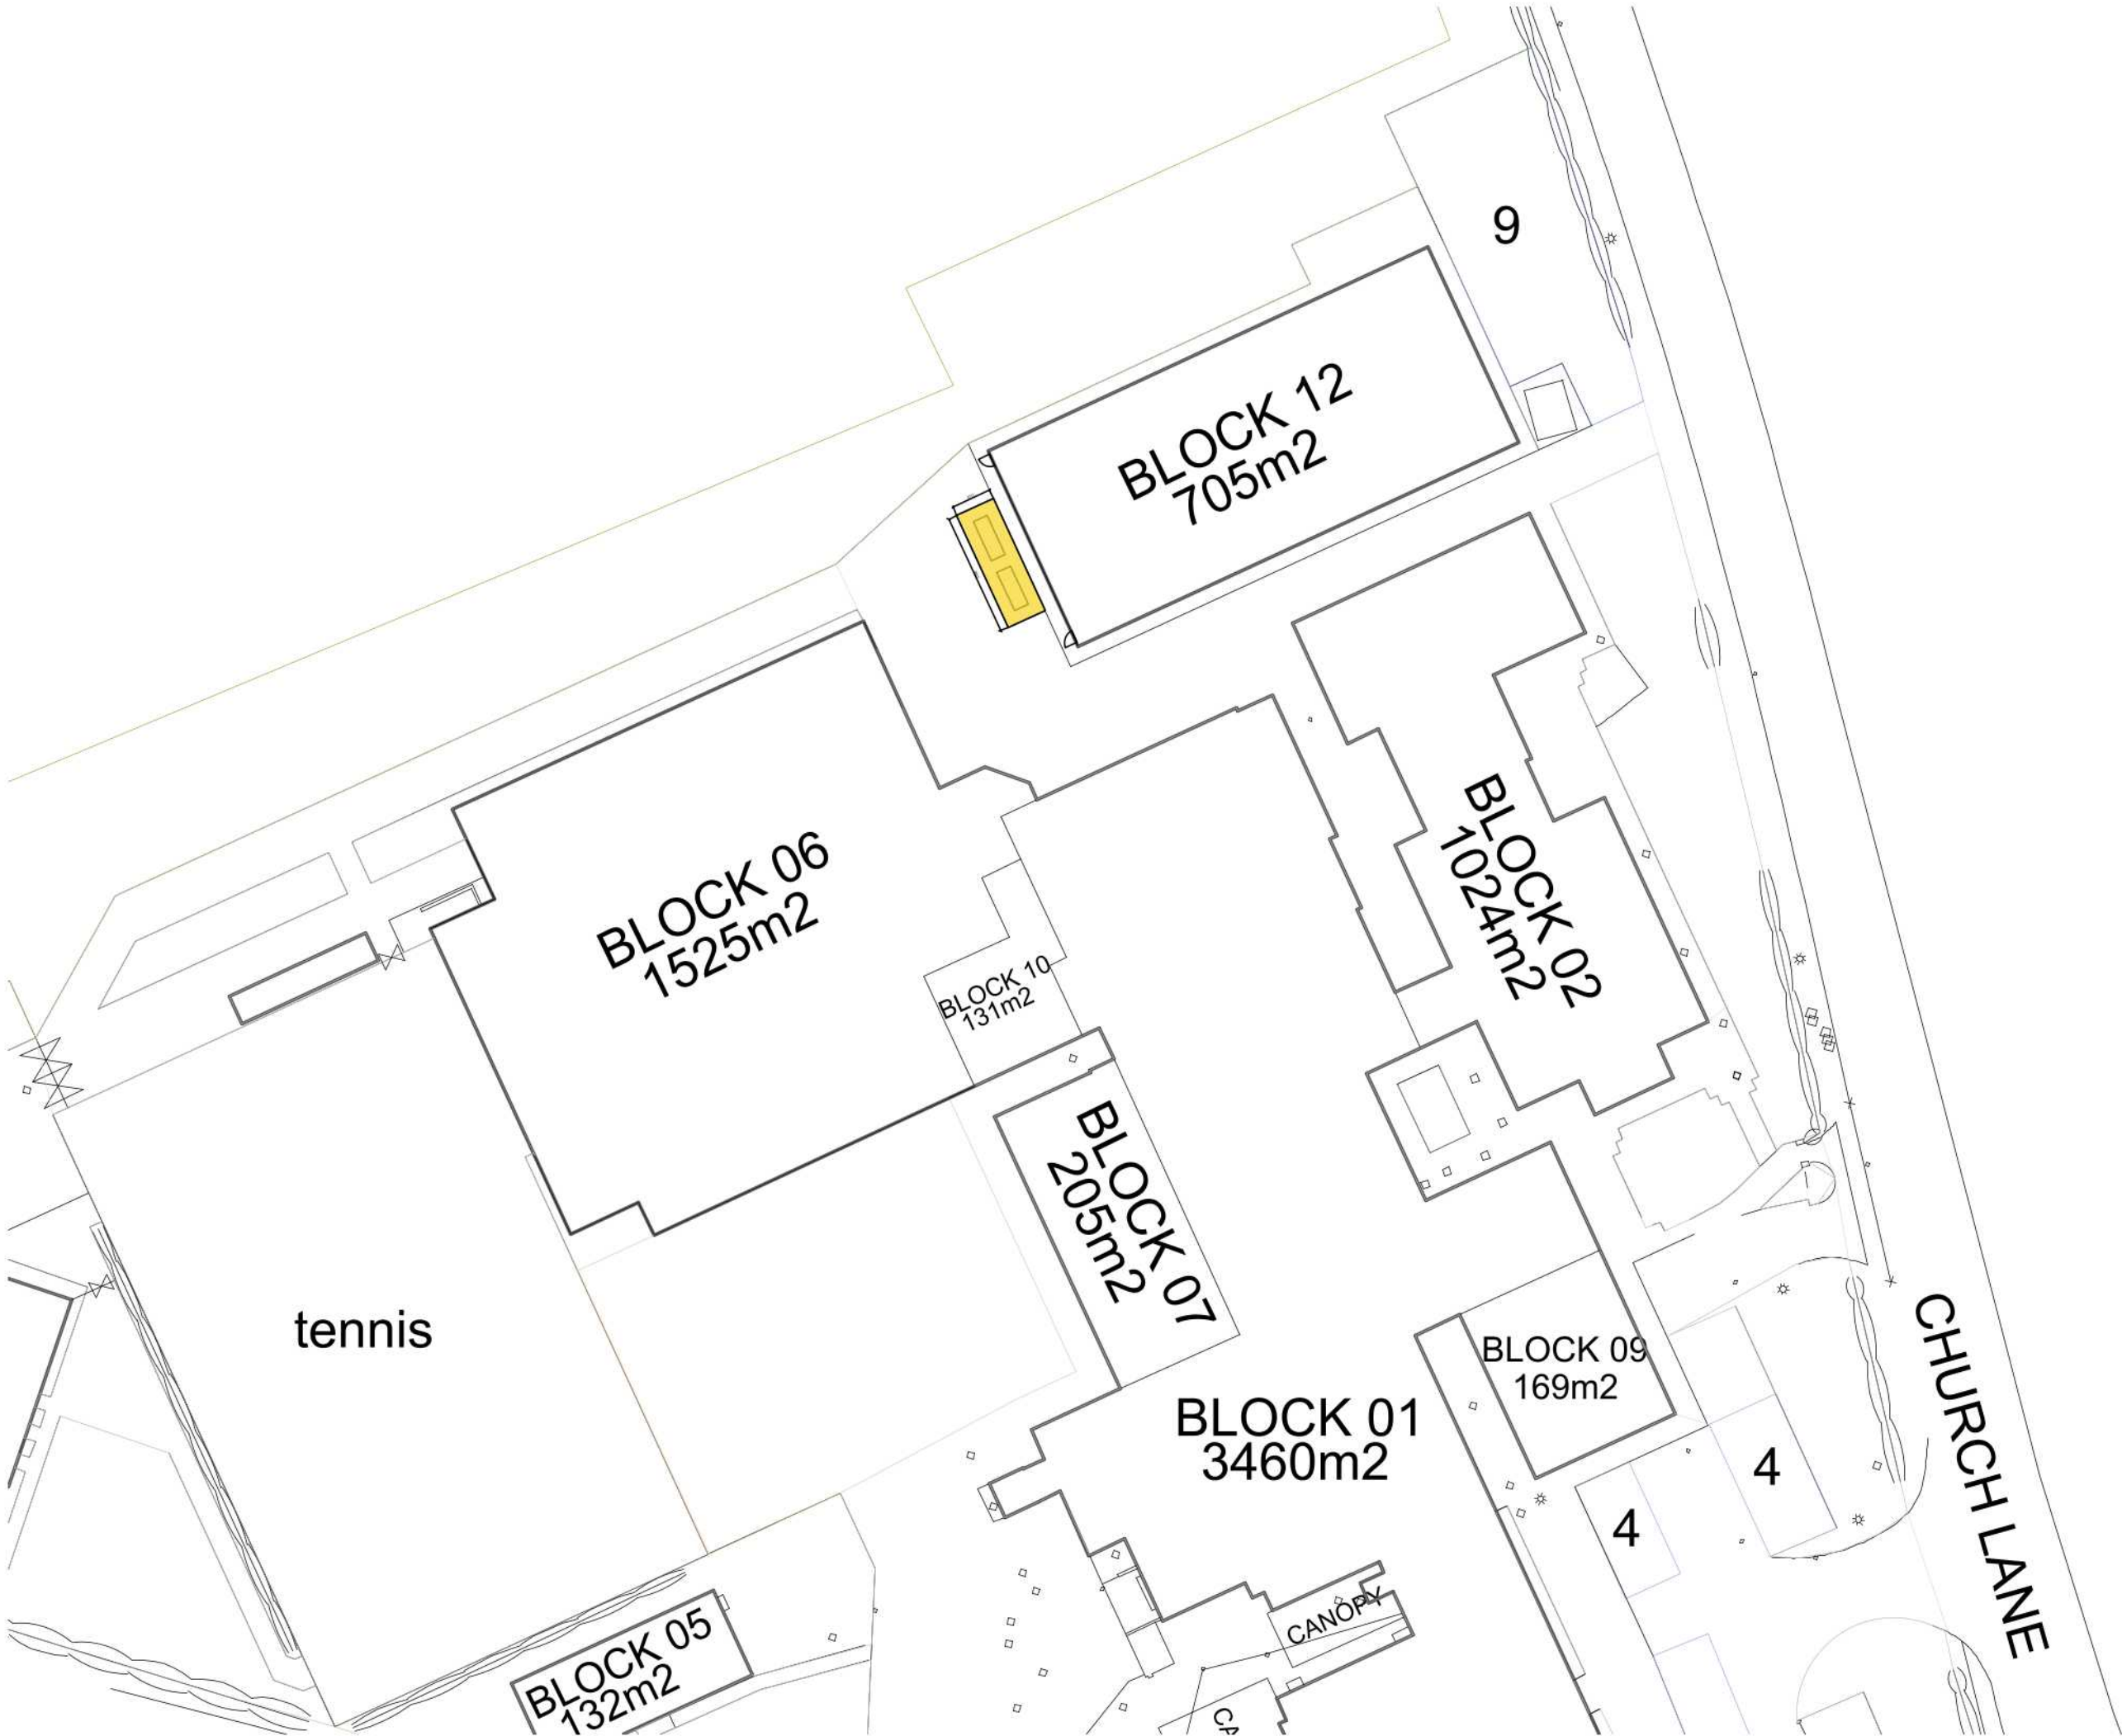 9
BLOCK 12
705m2
BLOCK 06
1525m2
BLOCK 02
1024m2
BLOCK 10
131m2
BLOCK 07
205m2
tennis
BLOCK 09
169m2
BLOCK 01
3460m2
4
4
CHURCH LANE
CANOPY
BLOCK 05
132m2
CA